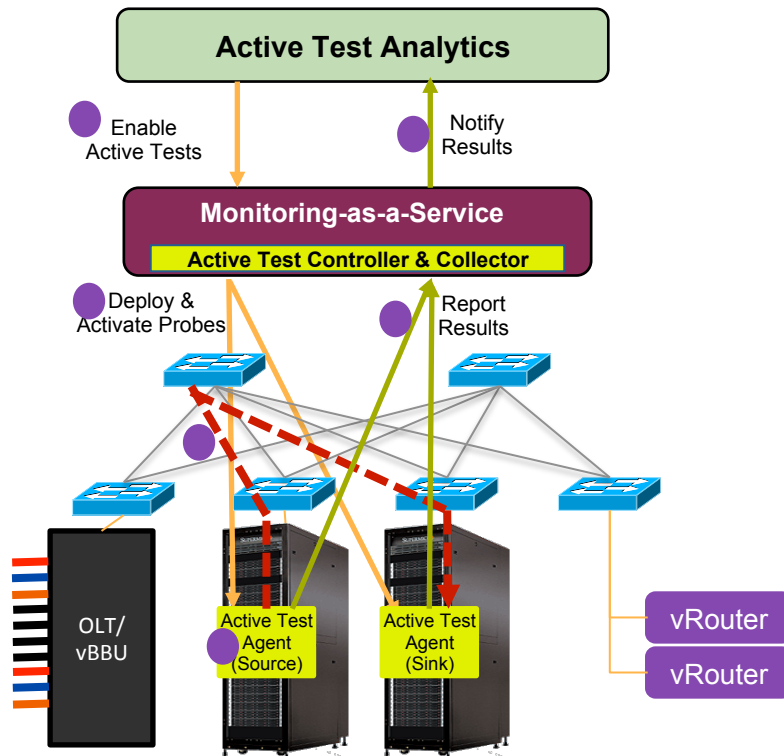 Active Test Analytics
Enable
Active Tests
Notify
Results
Monitoring-as-a-Service
Active Test Controller & Collector
Deploy &
Activate Probes
Report
Results
OLT/
vBBU
Active Test
Agent
(Source)
Active Test
Agent
(Sink)
vRouter
vRouter